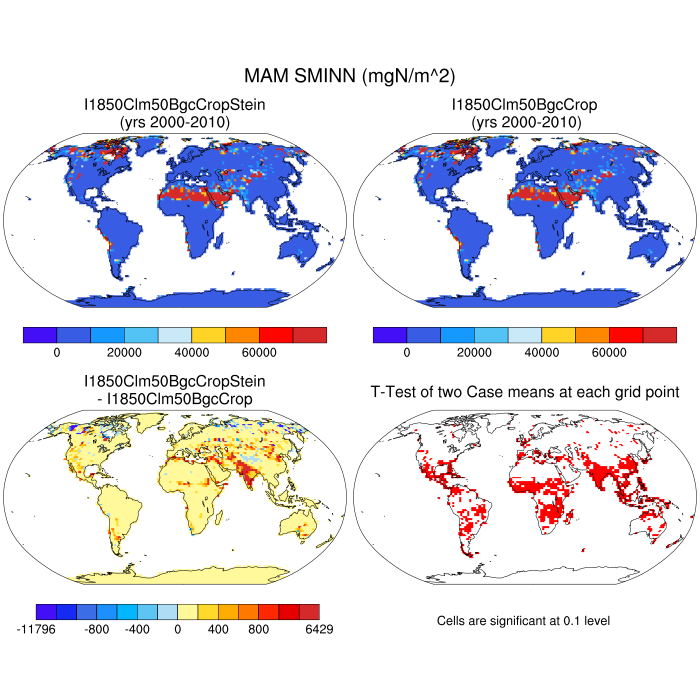 MAM SMINN (mgN/m^2)
I1850Clm50BgcCropStein
(yrs 2000-2010)
I1850Clm50BgcCrop
(yrs 2000-2010)
0 20000 40000 60000
0 20000 40000 60000
I1850Clm50BgcCropStein
- I1850Clm50BgcCrop
T-Test of two Case means at each grid point
-11796 -800 -400 0 400 800 6429
Cells are significant at 0.1 level